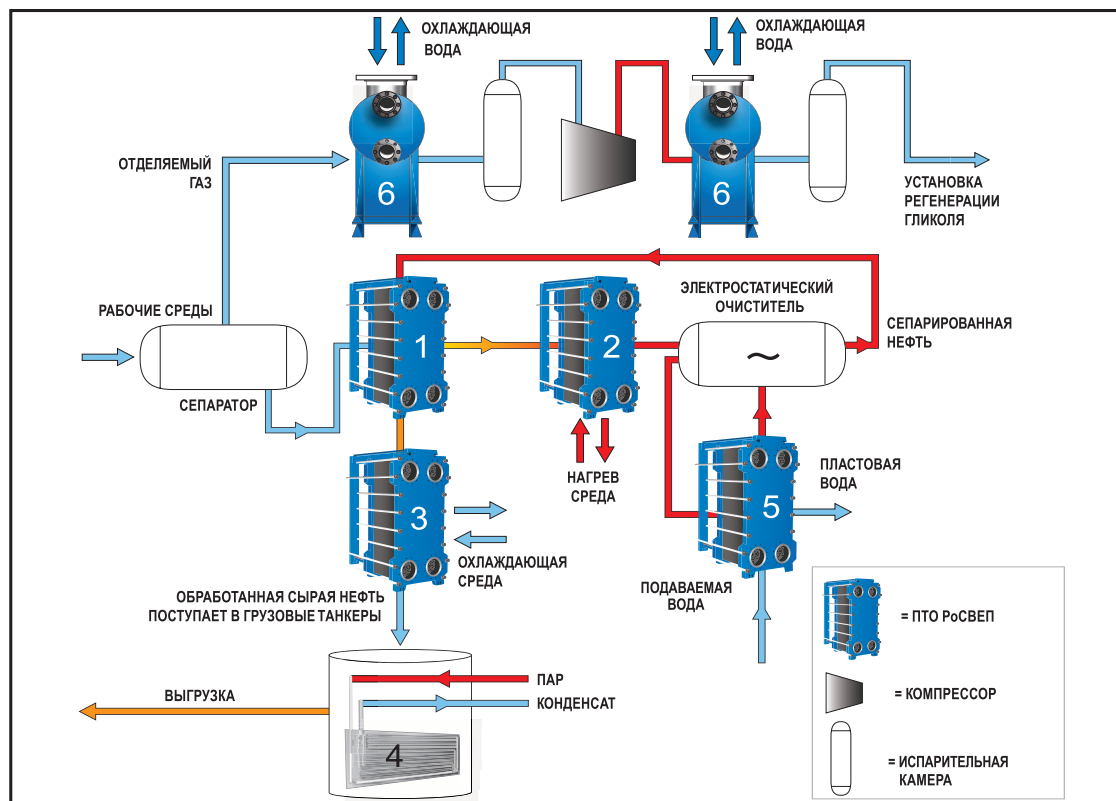 ОХЛАЖДАЮЩАЯ
ВОДА
ОХЛАЖДАЮЩАЯ
ВОДА
ОТДЕЛЯЕМЫЙ
ГАЗ
6
6
УСТАНОВКА
РЕГЕНЕРАЦИИ
ГЛИКОЛЯ
РАБОЧИЕ СРЕДЫ
СЕПАРАТОР
1
2
ЭЛЕКТРОСТАТИЧЕСКИЙ
ОЧИСТИТЕЛЬ
~
СЕПАРИРОВАННАЯ
НЕФТЬ
НАГРЕВ
СРЕДА
3
ОХЛАЖДАЮЩАЯ
СРЕДА
5
ПЛАСТОВАЯ
ВОДА
ПОДАВАЕМАЯ
ВОДА
ОБРАБОТАННАЯ СЫРАЯ НЕФТЬ
ПОСТУПАЕТ В ГРУЗОВЫЕ ТАНКЕРЫ
ПАР
КОНДЕНСАТ
ВЫГРУЗКА
4
= ПТО РоСВЕП
= КОМПРЕССОР
= ИСПАРИТЕЛЬНАЯ
КАМЕРА